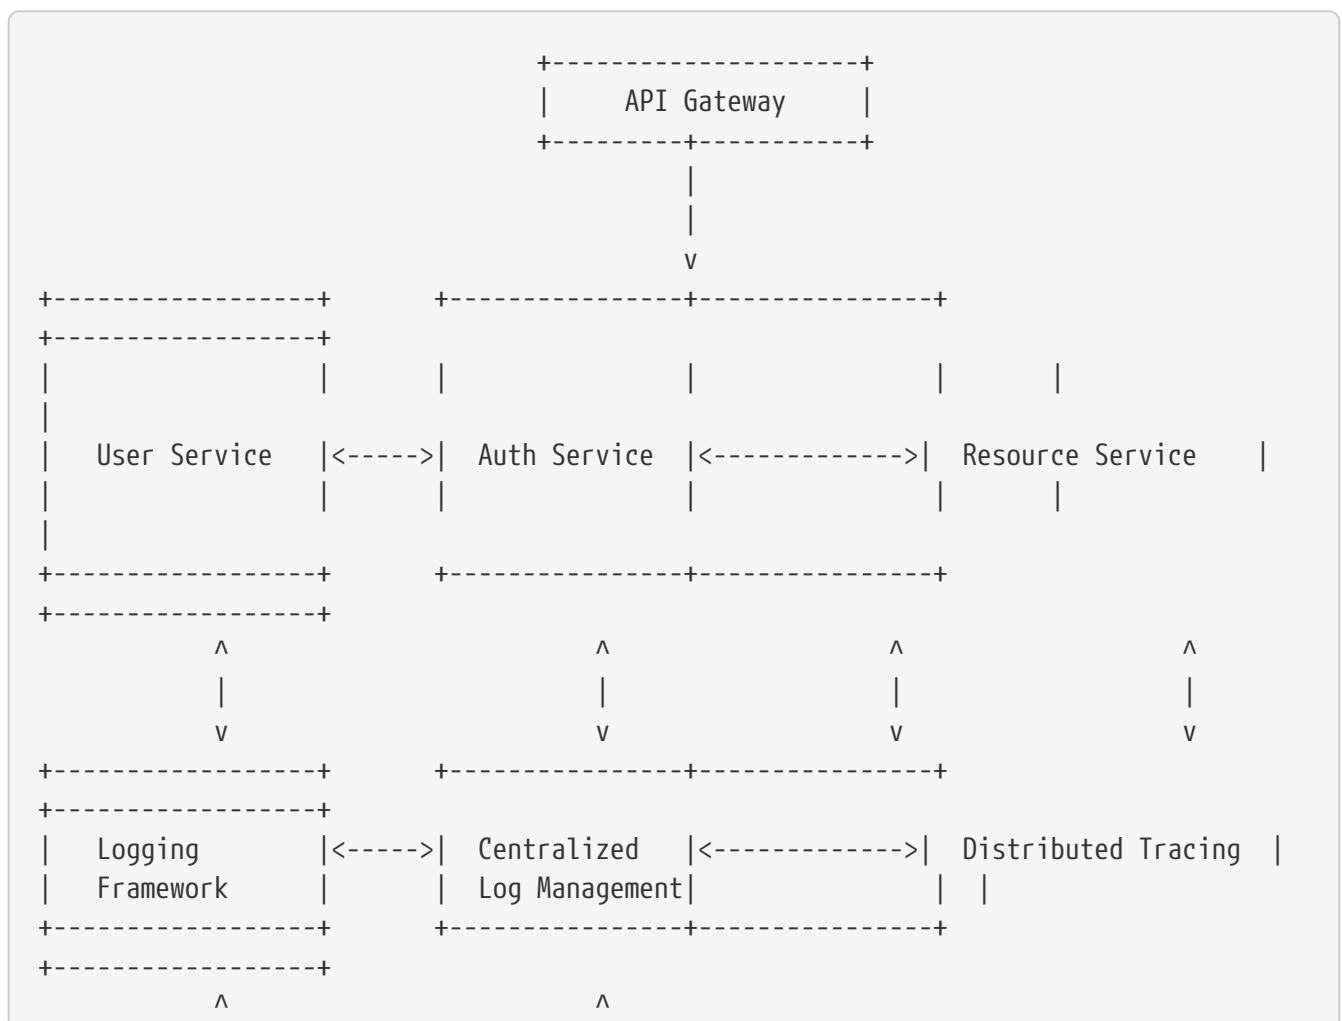 +---------------------+
                                  |     API Gateway     |
                                  +---------+-----------+
                                            |
                                            |
                                            v
+------------------+       +----------------+----------------+
+------------------+
|                  |       |                |                |       |
|
|   User Service   |<----->|  Auth Service  |<------------->|  Resource Service    |
|                  |       |                |                |       |
|
+------------------+       +----------------+----------------+
+------------------+
            ^                         ^                   ^                   ^
            |                         |                   |                   |
            v                         v                   v                   v
+------------------+       +----------------+----------------+
+------------------+
|   Logging        |<----->|  Centralized   |<------------->|  Distributed Tracing  |
|   Framework      |       |  Log Management|                |  |
+------------------+       +----------------+----------------+
+------------------+
            ^                         ^